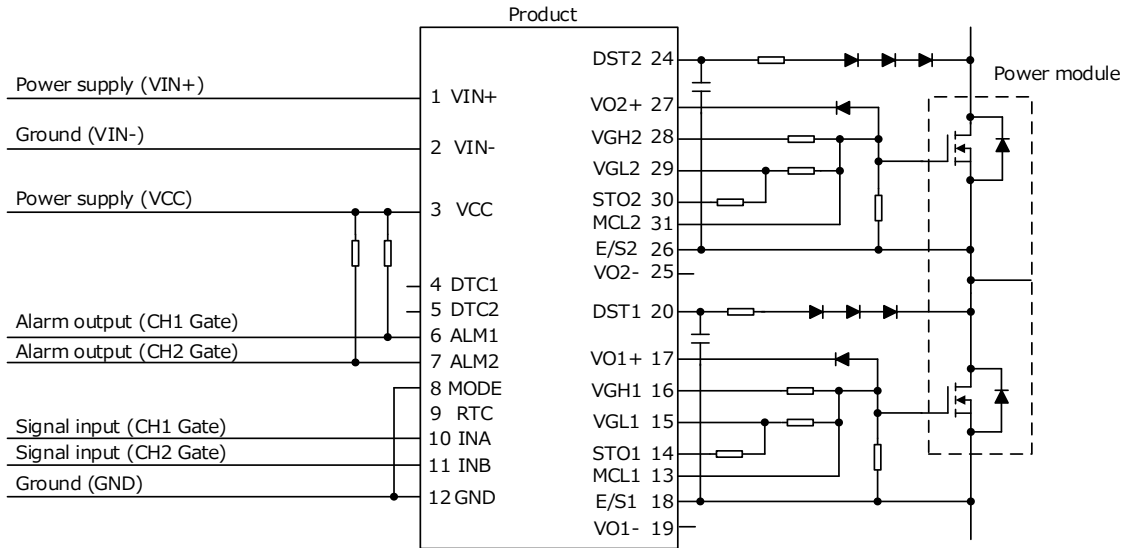 Product
Power supply (VIN+)
Ground (VIN-)
Power supply (VCC)
Alarm output (CH1 Gate)
Alarm output (CH2 Gate)
Signal input (CH1 Gate)
Signal input (CH2 Gate)
Ground (GND)
1 VIN+
2 VIN-
3 VCC
4 DTC1
5 DTC2
6 ALM1
7 ALM2
8 MODE
9 RTC
10 INA
11 INB
12 GND
DST2 24
VO2+ 27
VGH2 28
VGL2 29
STO2 30
MCL2 31
E/S2 26
VO2- 25
DST1 20
VO1+ 17
VGH1 16
VGL1 15
STO1 14
MCL1 13
E/S1 18
VO1- 19
Power module